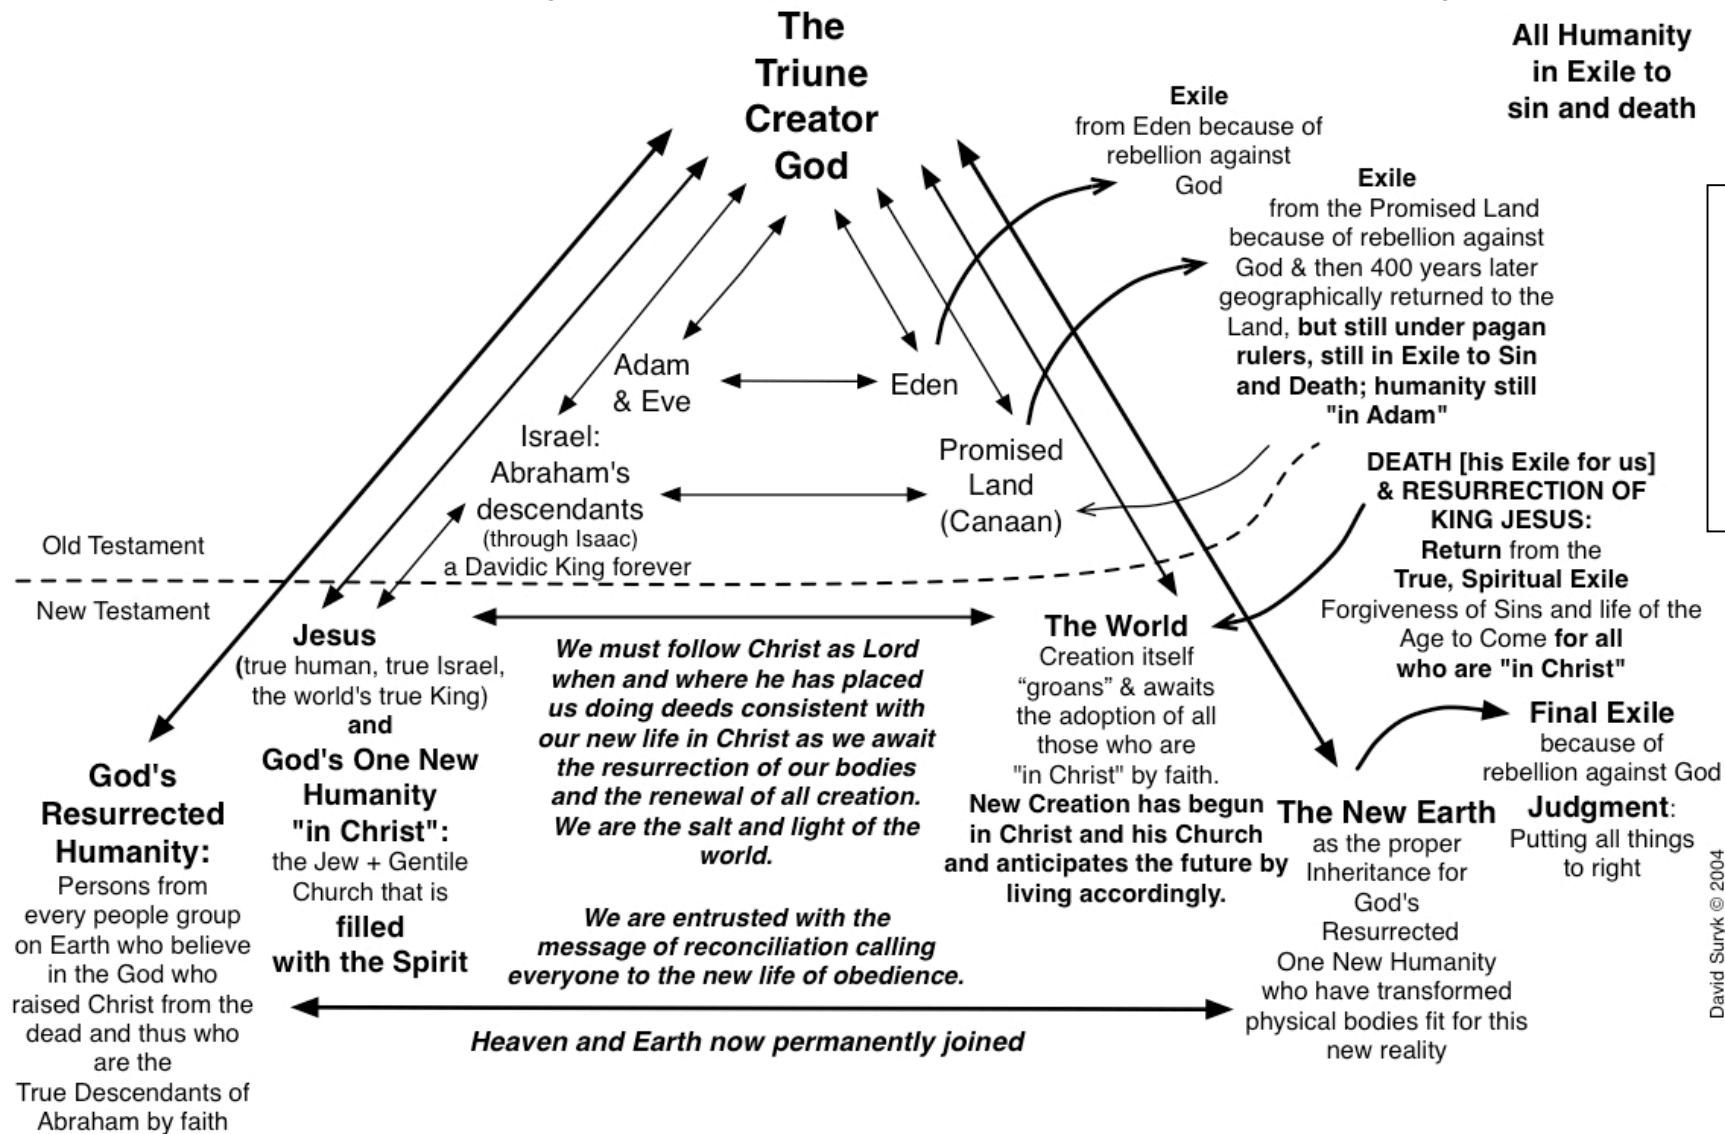 The
Triune
Creator
God
All Humanity
in Exile to
sin and death
Exile
from Eden because of
rebellion against
God
Exile
from the Promised Land
because of rebellion against
God & then 400 years later
geographically returned to the
Land, but still under pagan
rulers, still in Exile to Sin
and Death; humanity still
"in Adam"
Adam
& Eve
Eden
Israel:
Abraham's
descendants
(through Isaac)
a Davidic King forever
Promised
Land
(Canaan)
DEATH [his Exile for us]
& RESURRECTION OF
KING JESUS:
Return from the
True, Spiritual Exile
Forgiveness of Sins and life of the
Age to Come for all
who are "in Christ"
Old Testament
New Testament
Jesus
(true human, true Israel,
the world's true King)
and
God's One New
Humanity
"in Christ":
the Jew + Gentile
Church that is
filled
with the Spirit
We must follow Christ as Lord
when and where he has placed
us doing deeds consistent with
our new life in Christ as we await
the resurrection of our bodies
and the renewal of all creation.
We are the salt and light of the
world.
We are entrusted with the
message of reconciliation calling
everyone to the new life of obedience.
The World
Creation itself
“groans” & awaits
the adoption of all
those who are
"in Christ" by faith.
New Creation has begun
in Christ and his Church
and anticipates the future by
living accordingly.
Final Exile
because of
rebellion against God
Judgment:
Putting all things
to right
God's
Resurrected
Humanity:
Persons from
every people group
on Earth who believe
in the God who
raised Christ from the
dead and thus who
are the
True Descendants of
Abraham by faith
The New Earth
as the proper
Inheritance for
God's
Resurrected
One New Humanity
who have transformed
physical bodies fit for this
new reality
Heaven and Earth now permanently joined
David Suryk © 2004